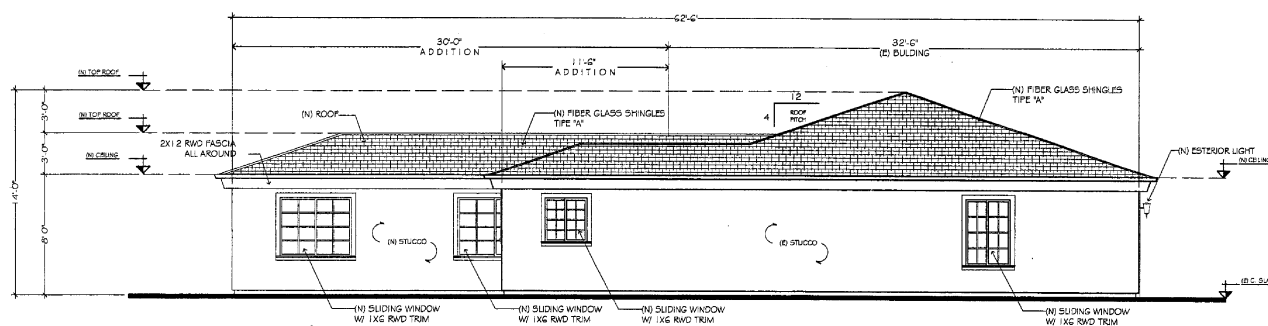 62'-6"
30'-0"
ADDITION
32'-6"
(E) BULDING
11'-6"
ADDITION
(N) TOP ROOF
(N) TOP ROOF
(N) CEILING
3'-0"
3'-0"
8'-0"
4'-0"
(N) ROOF
(N) FIBER GLASS SHINGLES
TIPE "A"
12
4
ROOF
PITCH
(N) FIBER GLASS SHINGLES
TIPE "A"
2X12 RWD FASCIA
ALL AROUND
(N) ESTERIOR LIGHT
(N) CEILING
(N) STUCCO
(E) STUCCO
(N) SLIDING WINDOW
W/ 1X6 RWD TRIM
(N) SLIDING WINDOW
W/ 1X6 RWD TRIM
(N) SLIDING WINDOW
W/ 1X6 RWD TRIM
(N) SLIDING WINDOW
W/ 1X6 RWD TRIM